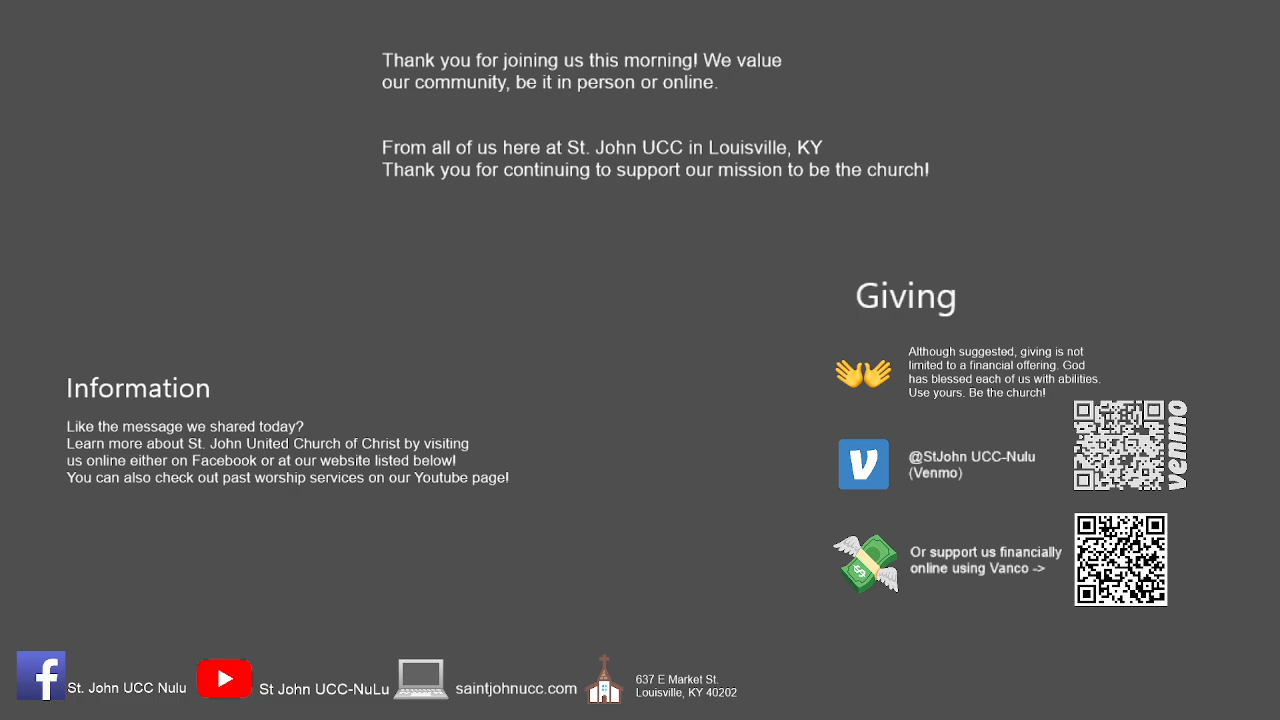 Thank you for joining us this morning! We value
our community, be it in person or online.
From all of us here at St. John UCC in Louisville, KY
Thank you for continuing to support our mission to be the church!
Giving
Although suggested, giving is not
limited to a financial offering. God
has blessed each of us with abilities.
Use yours. Be the church!
Information
Like the message we shared today?
Learn more about St. John United Church of Christ by visiting
us online either on Facebook or at our website listed below!
You can also check out past worship services on our Youtube page!
@StJohn UCC-Nulu
(Venmo)
venmo
Or support us financially
online using Vanco ->
St. John UCC Nulu
St John UCC-NuLu
saintjohnucc.com
637 E Market St.
Louisville, KY 40202